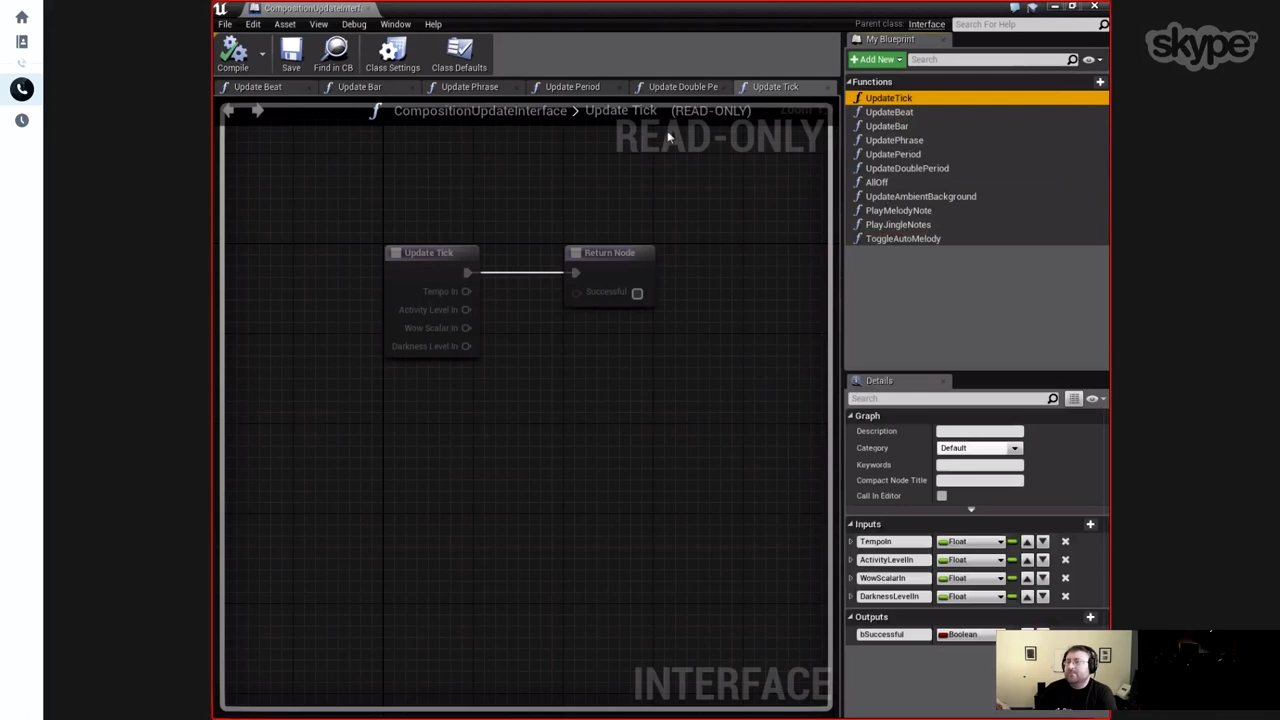 CompositionUpdateInterf
File Edit Asset View Debug Window Help
Parent class: Interface
Search For Help
skype
Compile
Save
Find in CB
Class Settings
Class Defaults
My Blueprint
Add New
Search
Update Beat
Update Bar
Update Phrase
Update Period
Update Double Pe
Update Tick
CompositionUpdateInterface > Update Tick (READ-ONLY)
READ-ONLY
Functions
UpdateTick
UpdateBeat
UpdateBar
UpdatePhrase
UpdatePeriod
UpdateDoublePeriod
AllOff
UpdateAmbientBackground
PlayMelodyNote
PlayJingleNotes
ToggleAutoMelody
Update Tick
Tempo In
Activity Level In
Wow Scalar In
Darkness Level In
Return Node
Successful
Details
Search
Graph
Description
Category Default
Keywords
Compact Node Title
Call In Editor
Inputs
TempoIn Float
ActivityLevelIn Float
WowScalarIn Float
DarknessLevelIn Float
Outputs
bSuccessful Boolean
INTERFACE